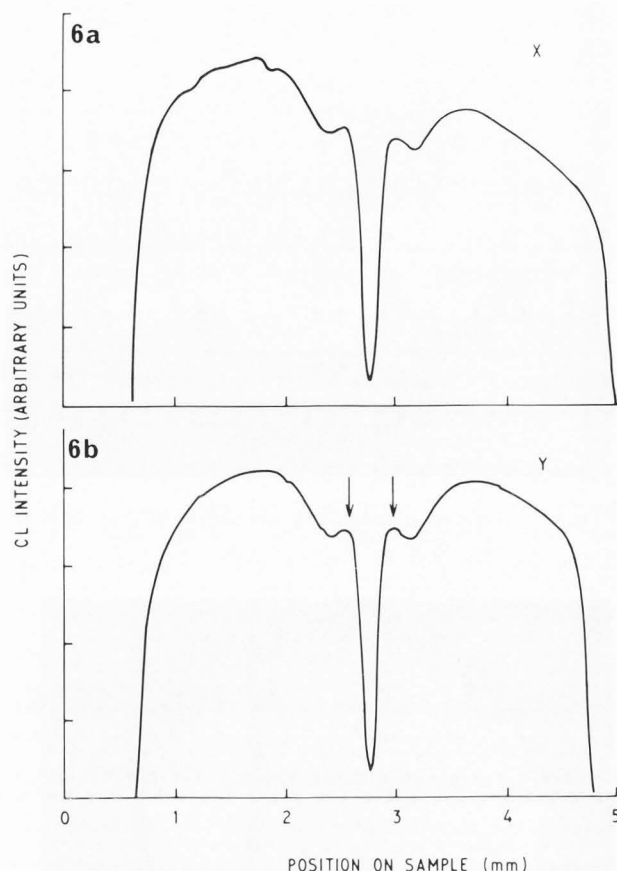 6a
X
CL INTENSITY (ARBITRARY UNITS)
6b
Y
0 1 2 3 4 5
POSITION ON SAMPLE (mm)